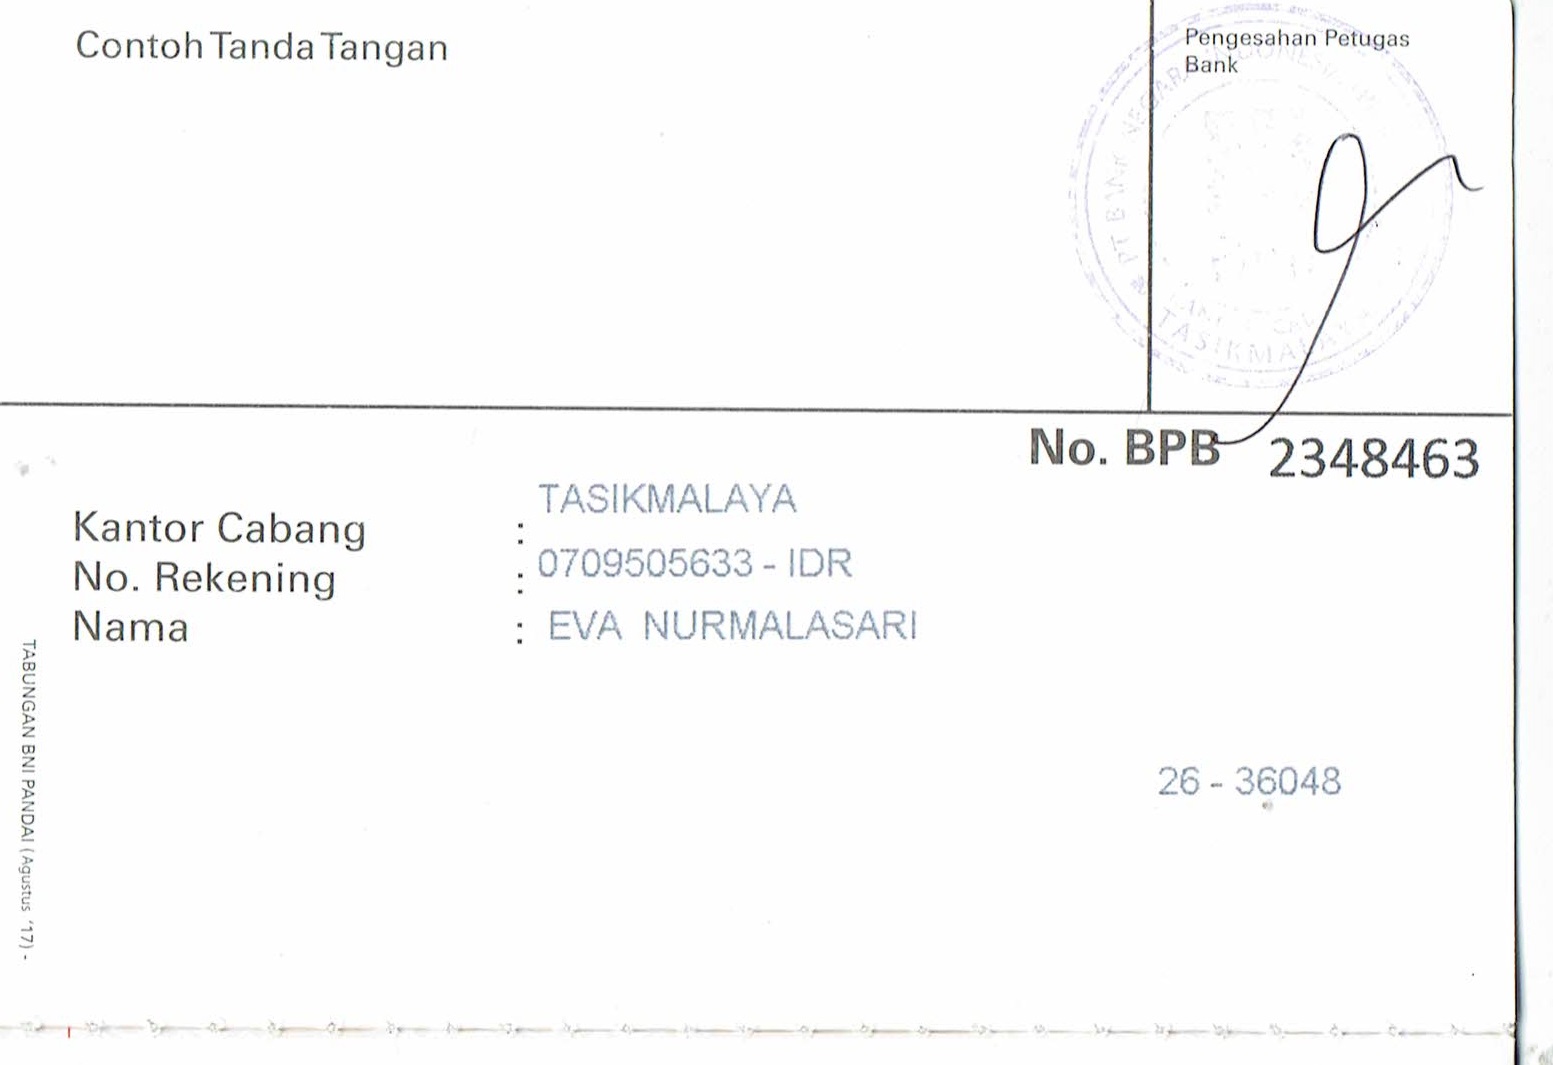 Contoh Tanda Tangan
Pengesahan Petugas
Bank
PT BANK NEGARA INDONESIA
TASIKMALAYA
No. BPB 2348463
Kantor Cabang : TASIKMALAYA
No. Rekening : 0709505633 - IDR
Nama : EVA NURMALASARI
26 - 36048
TABUNGAN BNI PANDAI (Agustus '17) -